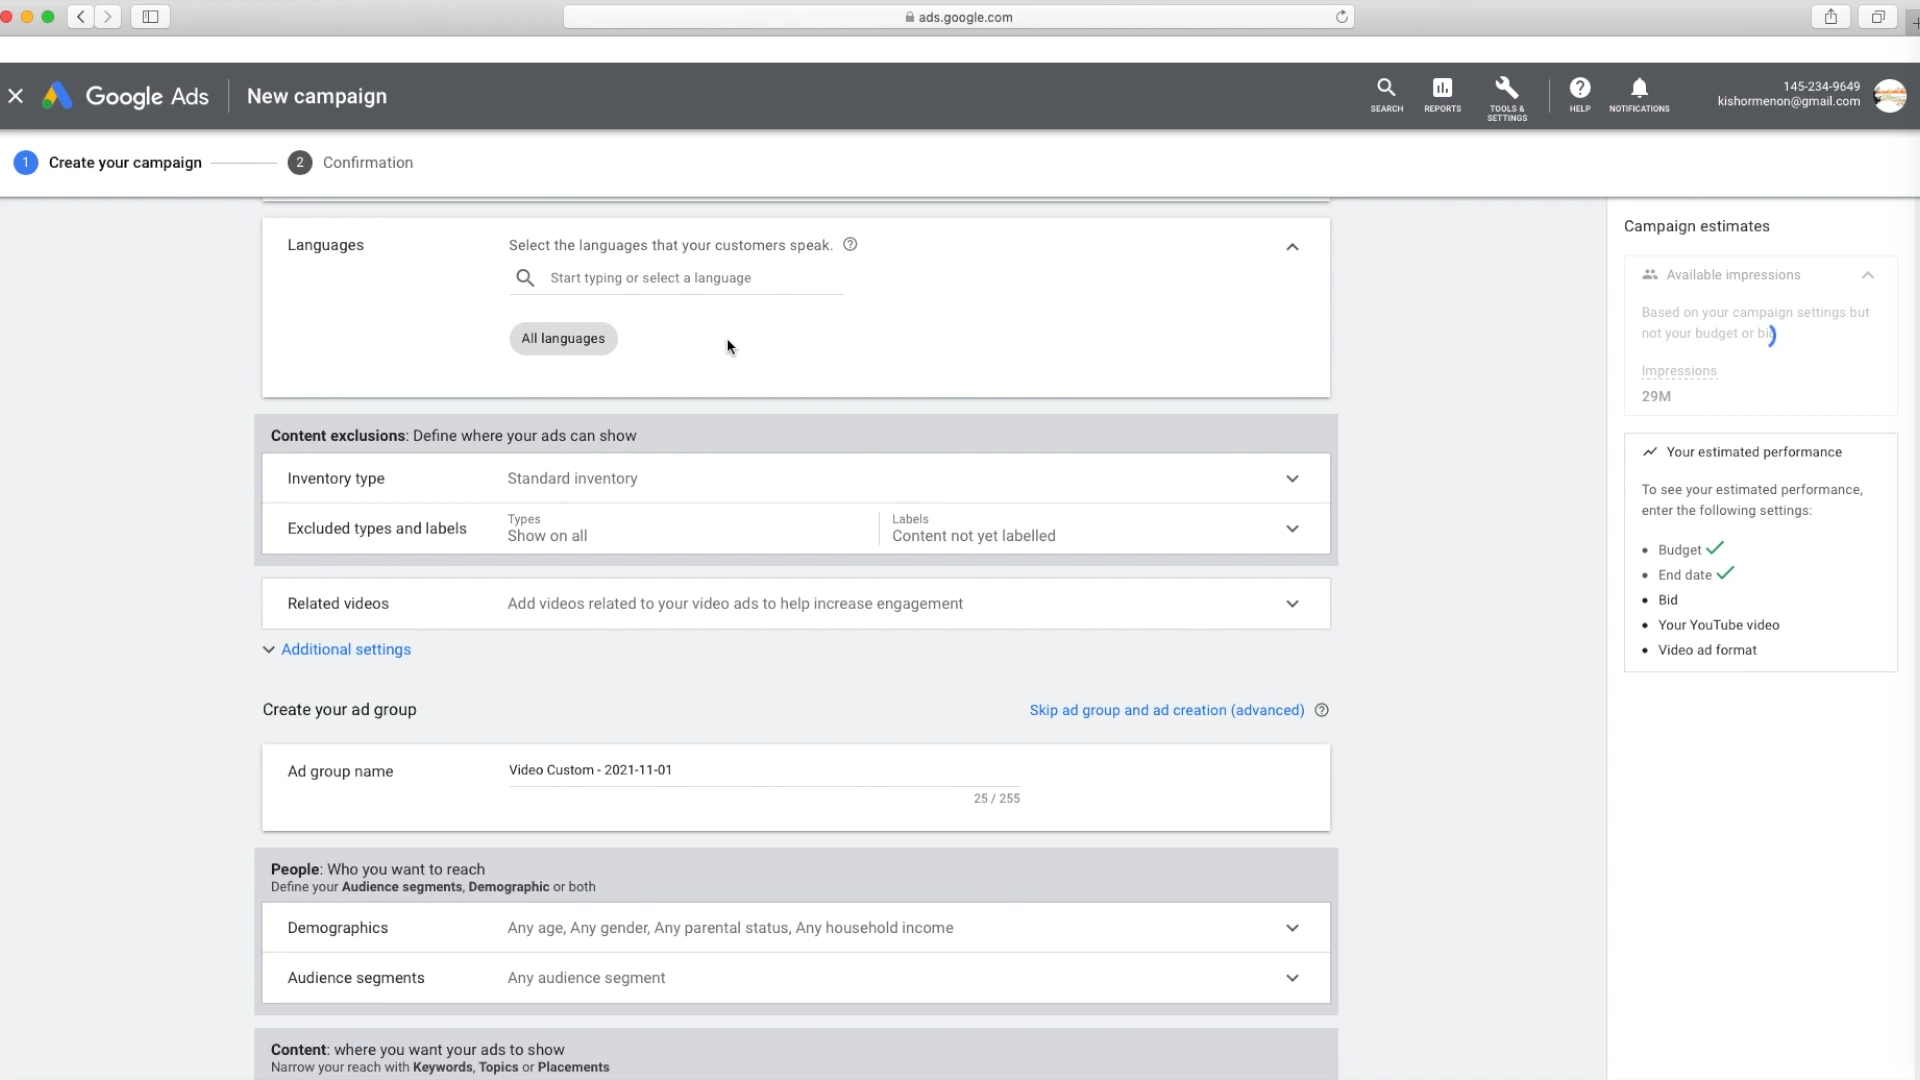 ads.google.com
Google Ads
New campaign
SEARCH
REPORTS
TOOLS &
SETTINGS
HELP
NOTIFICATIONS
145-234-9649
kishormenon@gmail.com
1 Create your campaign
2 Confirmation
Languages
Select the languages that your customers speak.
Start typing or select a language
All languages
Content exclusions: Define where your ads can show
Inventory type
Standard inventory
Excluded types and labels
Types
Show on all
Labels
Content not yet labelled
Related videos
Add videos related to your video ads to help increase engagement
Additional settings
Create your ad group
Skip ad group and ad creation (advanced)
Ad group name
Video Custom - 2021-11-01
25 / 255
People: Who you want to reach
Define your Audience segments, Demographic or both
Demographics
Any age, Any gender, Any parental status, Any household income
Audience segments
Any audience segment
Content: where you want your ads to show
Narrow your reach with Keywords, Topics or Placements
Campaign estimates
Available impressions
Based on your campaign settings but
not your budget or bid
Impressions
29M
Your estimated performance
To see your estimated performance,
enter the following settings:
Budget
End date
Bid
Your YouTube video
Video ad format